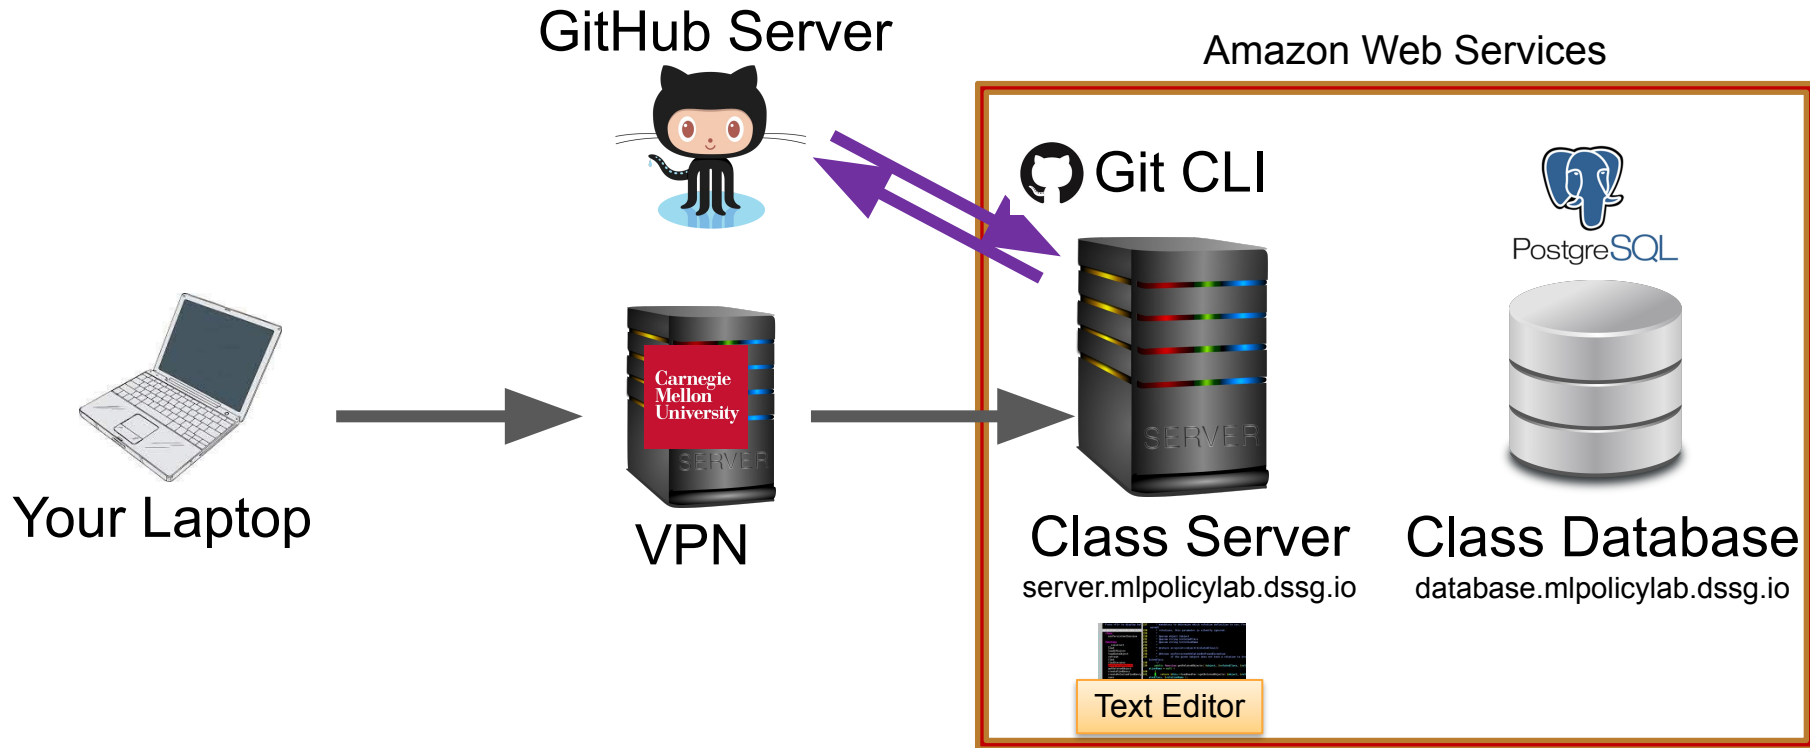 GitHub Server
Amazon Web Services
Git CLI
PostgreSQL
Carnegie
Mellon
University
SERVER
SERVER
Your Laptop
VPN
Class Server
Class Database
server.mlpolicylab.dssg.io
database.mlpolicylab.dssg.io
Text Editor